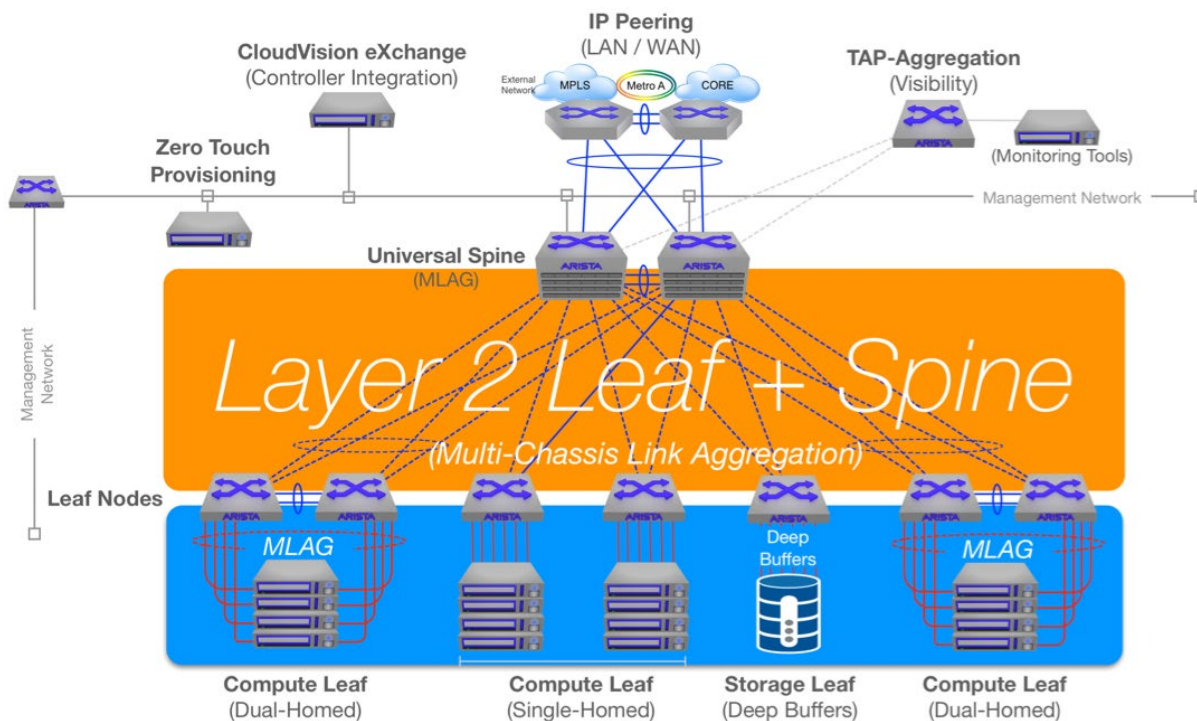 CloudVision eXchange
(Controller Integration)
IP Peering
(LAN / WAN)
External
Network
MPLS
Metro A
CORE
TAP-Aggregation
(Visibility)
ARISTA
(Monitoring Tools)
Zero Touch
Provisioning
ARISTA
Management Network
Universal Spine
(MLAG)
ARISTA
ARISTA
Management
Network
Layer 2 Leaf + Spine
(Multi-Chassis Link Aggregation)
Leaf Nodes
ARISTA
ARISTA
ARISTA
ARISTA
ARISTA
ARISTA
ARISTA
MLAG
Deep
Buffers
MLAG
Compute Leaf
(Dual-Homed)
Compute Leaf
(Single-Homed)
Storage Leaf
(Deep Buffers)
Compute Leaf
(Dual-Homed)